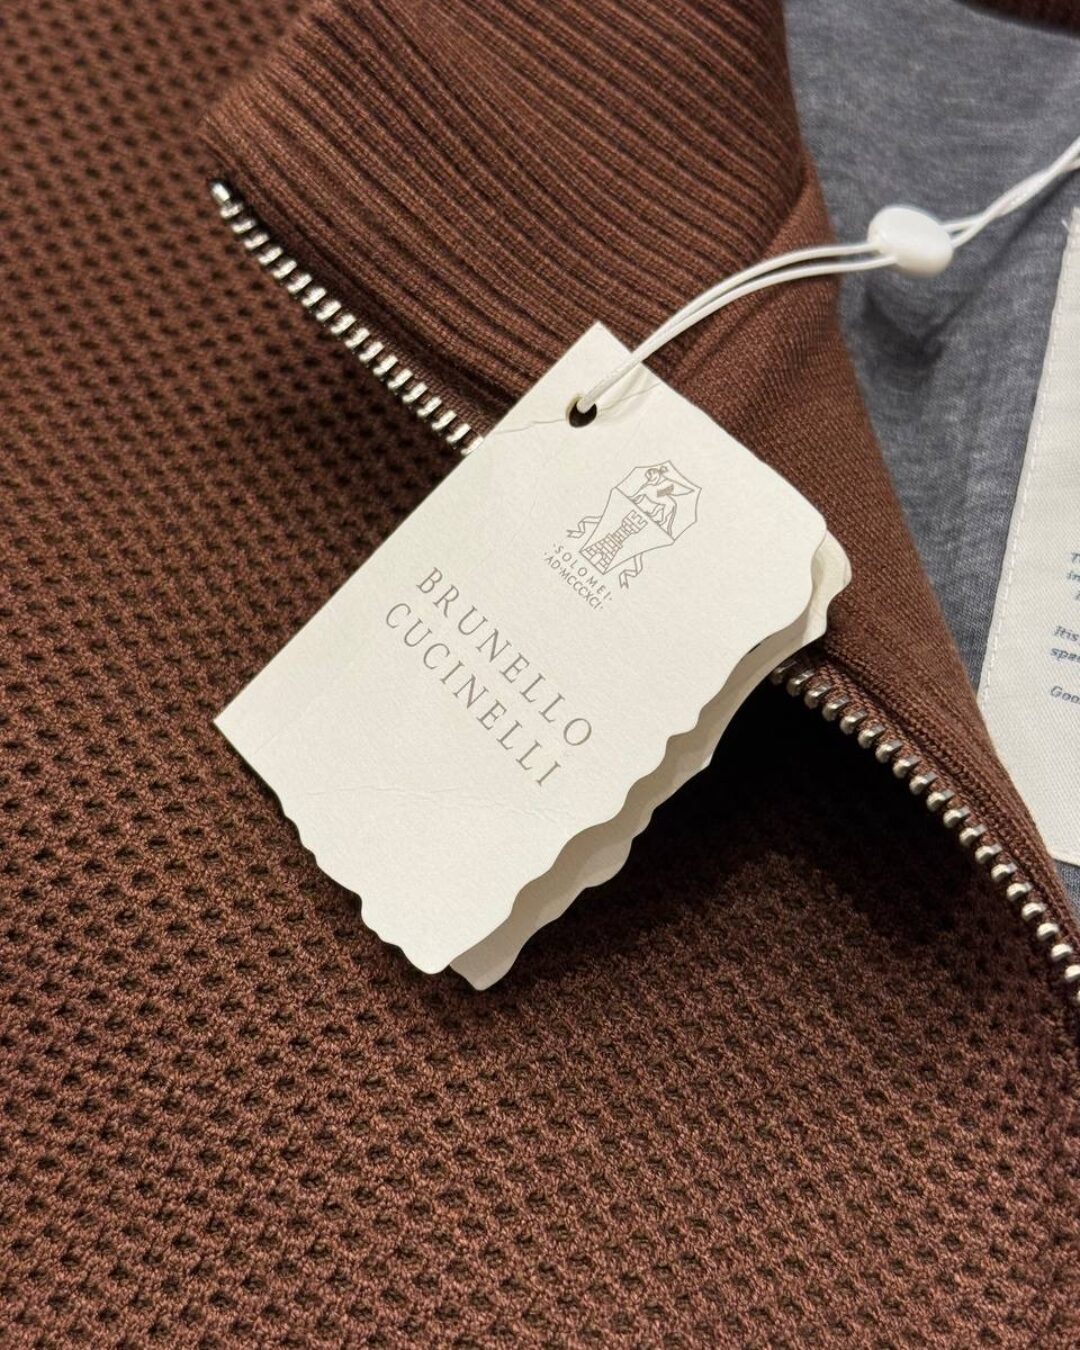 ·SOLOMEI·
·AD·MCCCXCI·
BRUNELLO
CUCINELLI